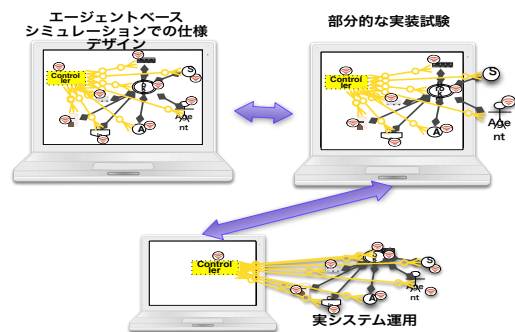 エージェントベース
シミュレーションでの仕様
デザイン
部分的な実装試験
Control
ler
S
A
Age
nt
Control
ler
S
A
Age
nt
Control
ler
S
A
Age
nt
実システム運用